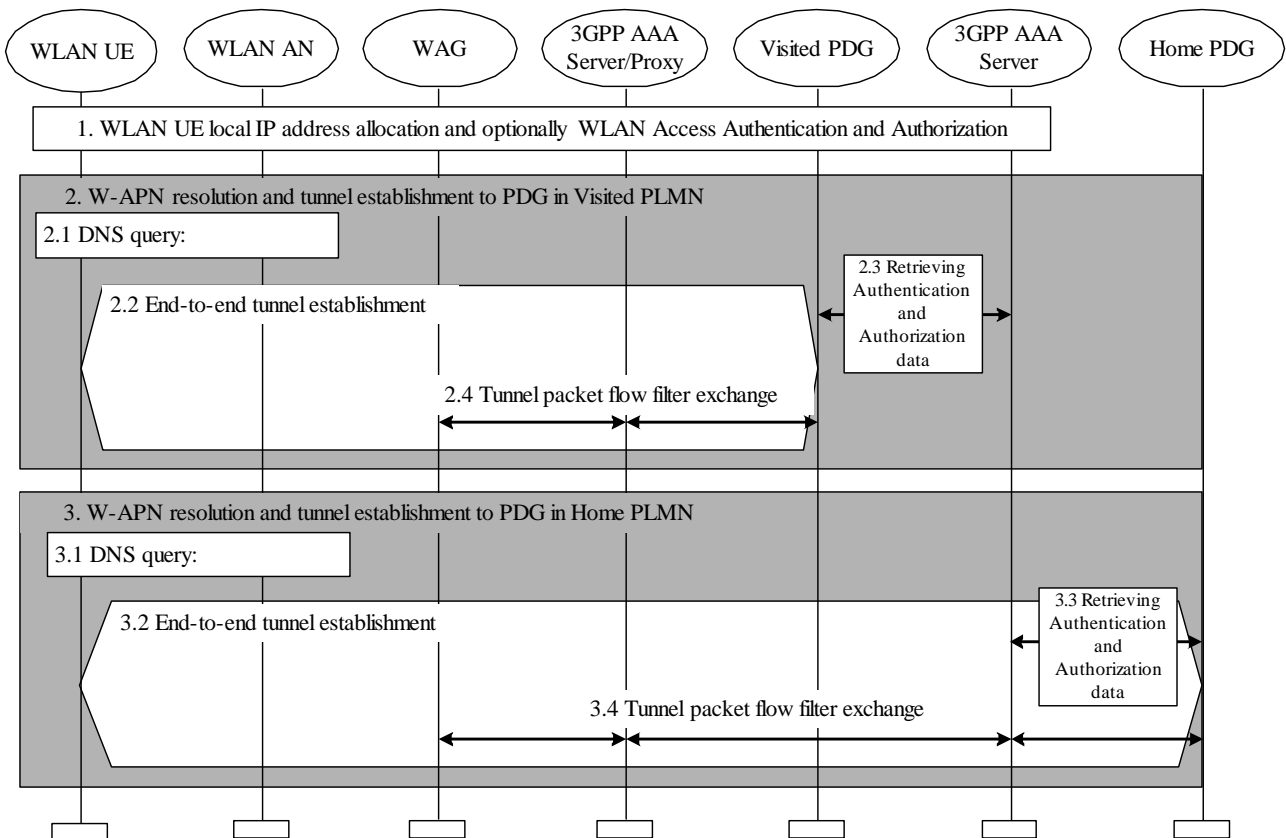 WLAN UE
WLAN AN
WAG
3GPP AAA
Server/Proxy
Visited PDG
3GPP AAA
Server
Home PDG
1. WLAN UE local IP address allocation and optionally WLAN Access Authentication and Authorization
2. W-APN resolution and tunnel establishment to PDG in Visited PLMN
2.1 DNS query:
2.2 End-to-end tunnel establishment
2.3 Retrieving
Authentication
and
Authorization
data
2.4 Tunnel packet flow filter exchange
3. W-APN resolution and tunnel establishment to PDG in Home PLMN
3.1 DNS query:
3.2 End-to-end tunnel establishment
3.3 Retrieving
Authentication
and
Authorization
data
3.4 Tunnel packet flow filter exchange